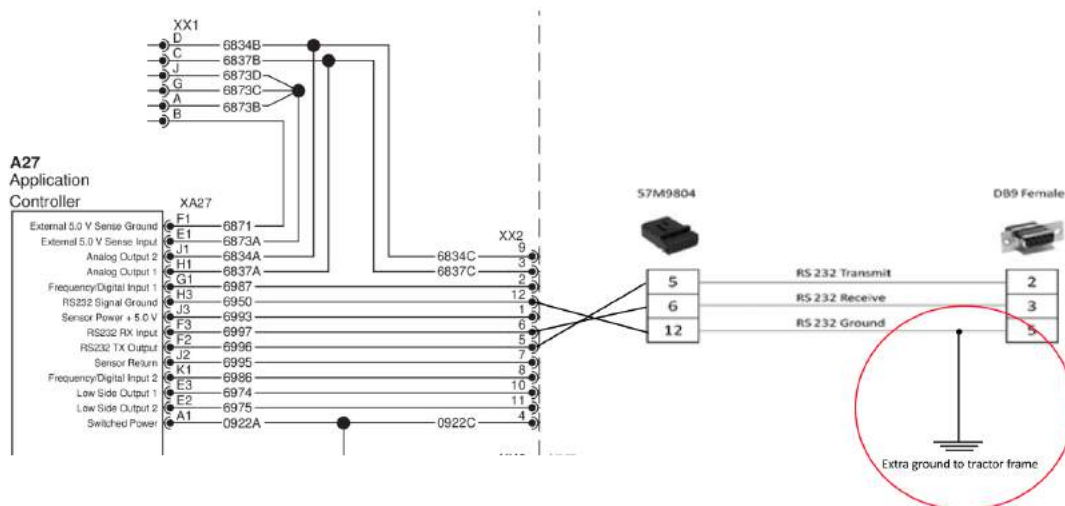 XX1
D 6834B
C 6837B
J 6873D
G 6873C
A 6873B
B
A27
Application
Controller
XA27
XX2
External 5.0 V Sense Ground F1 6871
External 5.0 V Sense Input E1 6873A
Analog Output 2 J1 6834A 6834C 9
Analog Output 1 H1 6837A 6837C 3
Frequency/Digital Input 1 G1 6987 2
RS232 Signal Ground H3 6950 12
Sensor Power + 5.0 V J3 6993 1
RS232 RX Input F3 6997 6
RS232 TX Output F2 6996 5
Sensor Return J2 6995 7
Frequency/Digital Input 2 K1 6986 8
Low Side Output 1 E3 6974 10
Low Side Output 2 E2 6975 11
Switched Power A1 0922A 0922C 4
57M9804
DB9 Female
5 RS 232 Transmit 2
6 RS 232 Receive 3
12 RS 232 Ground 5
Extra ground to tractor frame